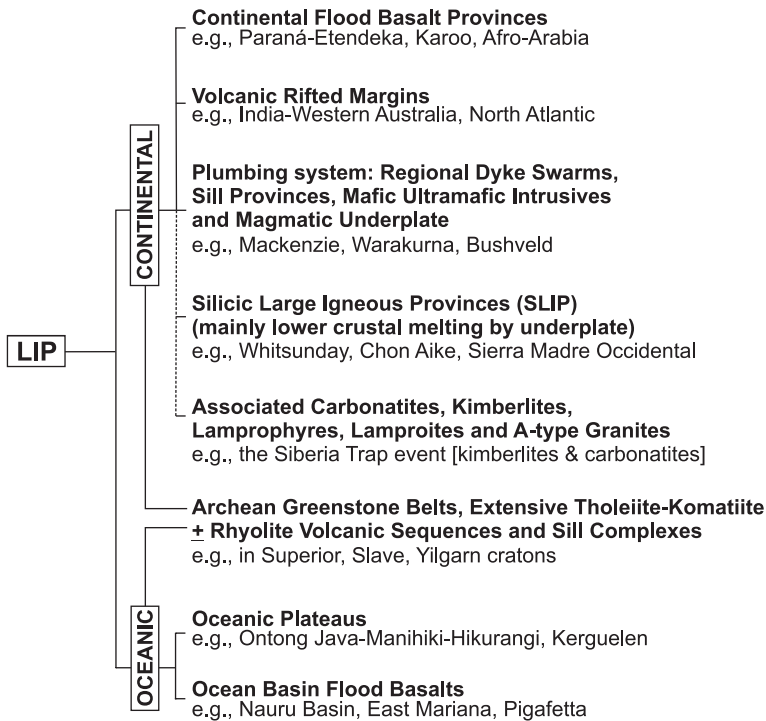 Continental Flood Basalt Provinces
e.g., Paraná-Etendeka, Karoo, Afro-Arabia
Volcanic Rifted Margins
e.g., India-Western Australia, North Atlantic
CONTINENTAL
Plumbing system: Regional Dyke Swarms,
Sill Provinces, Mafic Ultramafic Intrusives
and Magmatic Underplate
e.g., Mackenzie, Warakurna, Bushveld
Silicic Large Igneous Provinces (SLIP)
(mainly lower crustal melting by underplate)
e.g., Whitsunday, Chon Aike, Sierra Madre Occidental
LIP
Associated Carbonatites, Kimberlites,
Lamprophyres, Lamproites and A-type Granites
e.g., the Siberia Trap event [kimberlites & carbonatites]
Archean Greenstone Belts, Extensive Tholeiite-Komatiite
± Rhyolite Volcanic Sequences and Sill Complexes
e.g., in Superior, Slave, Yilgarn cratons
OCEANIC
Oceanic Plateaus
e.g., Ontong Java-Manihiki-Hikurangi, Kerguelen
Ocean Basin Flood Basalts
e.g., Nauru Basin, East Mariana, Pigafetta